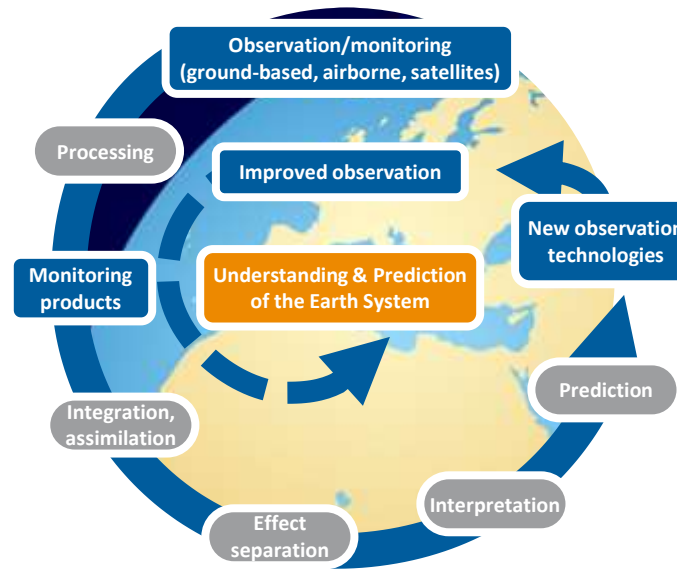 Observation/monitoring
(ground-based, airborne, satellites)
Processing
Improved observation
New observation
technologies
Monitoring
products
Understanding & Prediction
of the Earth System
Prediction
Integration,
assimilation
Interpretation
Effect
separation